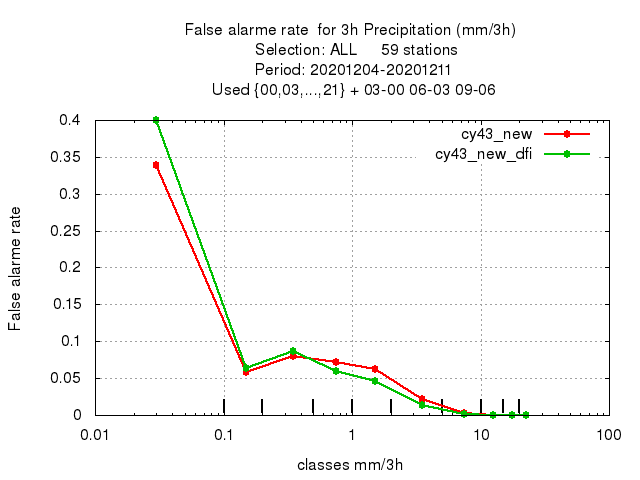 False alarme rate  for 3h Precipitation (mm/3h)
Selection: ALL     59 stations
Period: 20201204-20201211
Used {00,03,...,21} + 03-00 06-03 09-06
cy43_new
cy43_new_dfi
0.4
0.35
0.3
0.25
0.2
0.15
0.1
0.05
0
False alarme rate
0.01 0.1 1 10 100
classes mm/3h